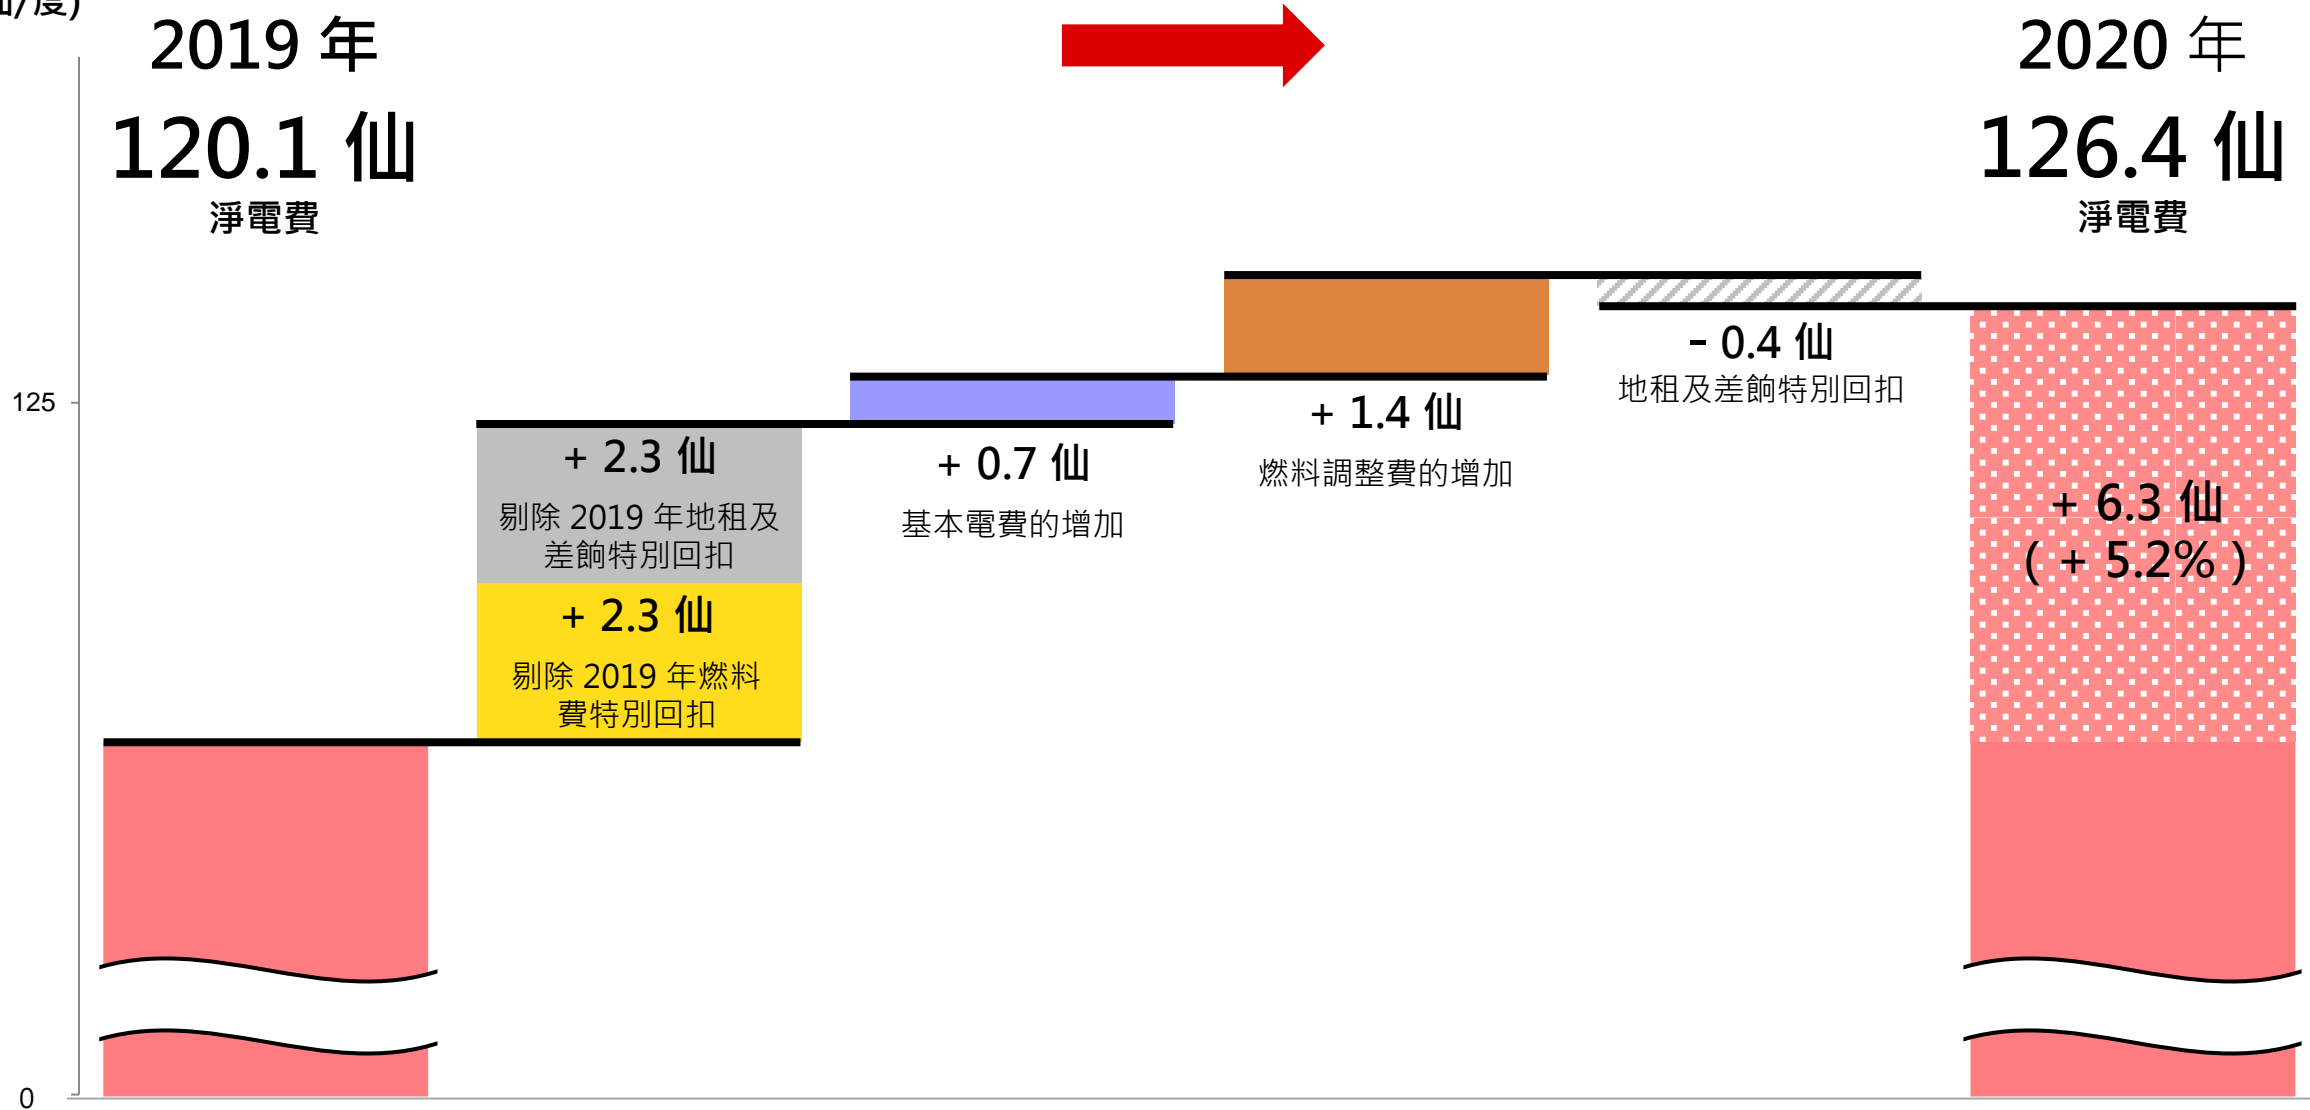 /度)
2019 年
120.1 仙
淨電費
2020 年
126.4 仙
淨電費
125
+ 2.3 仙
剔除 2019 年地租及
差餉特別回扣
+ 2.3 仙
剔除 2019 年燃料
費特別回扣
+ 0.7 仙
基本電費的增加
+ 1.4 仙
燃料調整費的增加
- 0.4 仙
地租及差餉特別回扣
+ 6.3 仙
( + 5.2% )
0